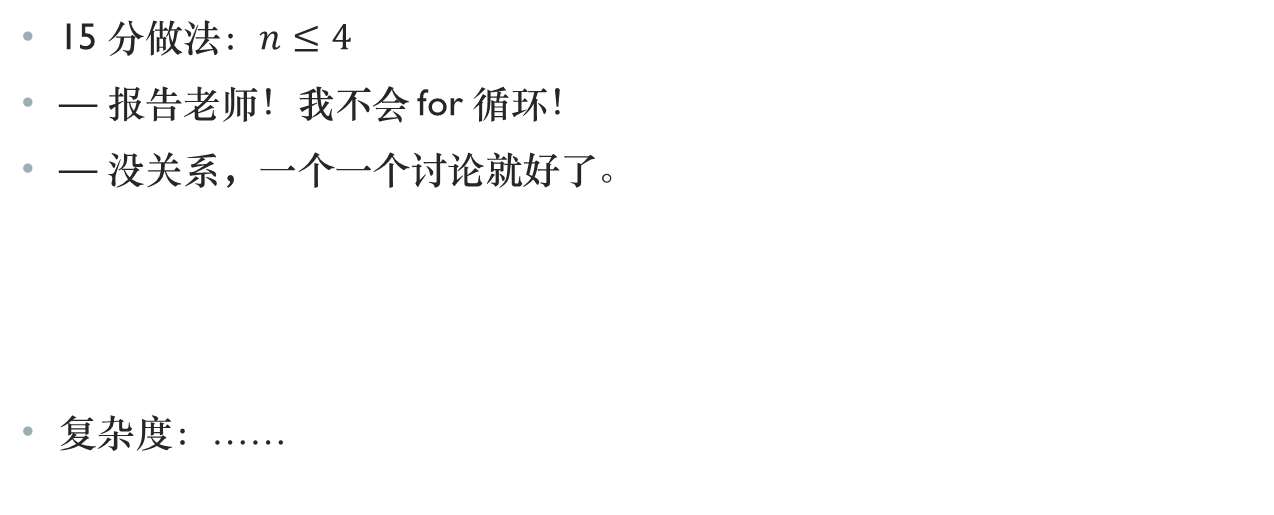 • 15 分做法：n ≤ 4
• — 报告老师！我不会 for 循环！
• — 没关系，一个一个讨论就好了。
• 复杂度：……